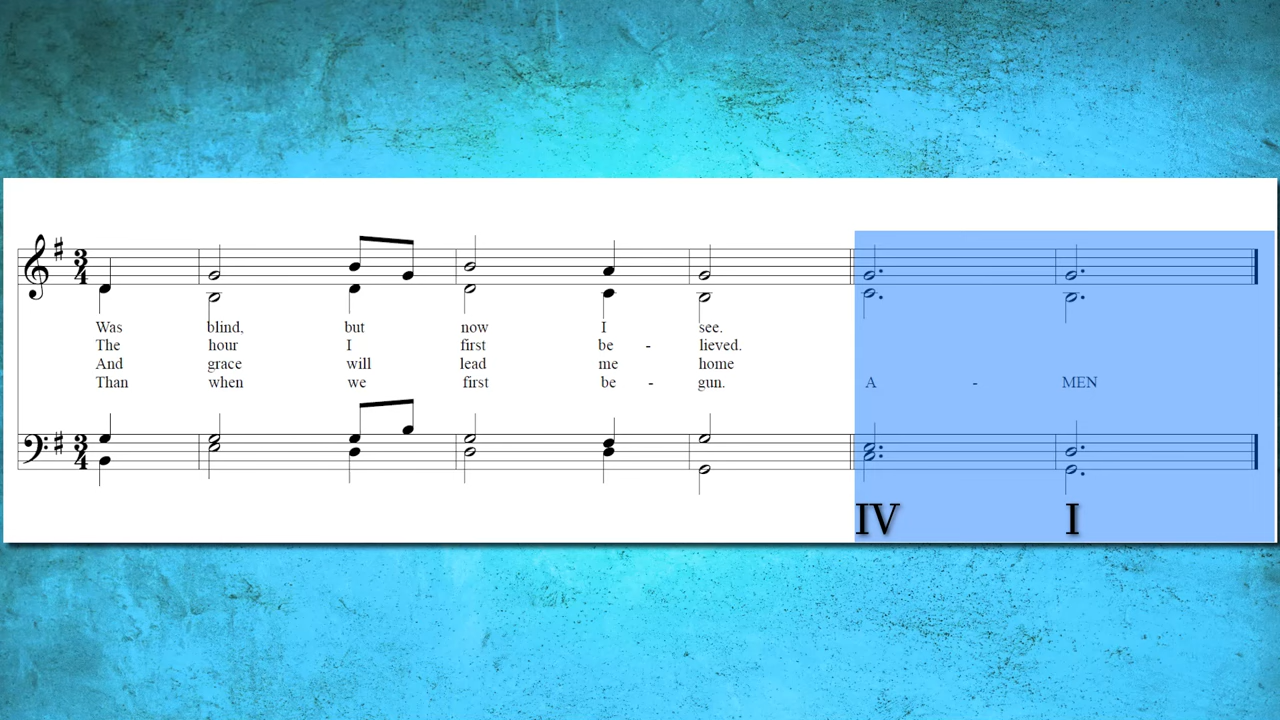 Was blind, but now I see.
The hour I first be - lieved.
And grace will lead me home
Than when we first be - gun. A - MEN
IV I